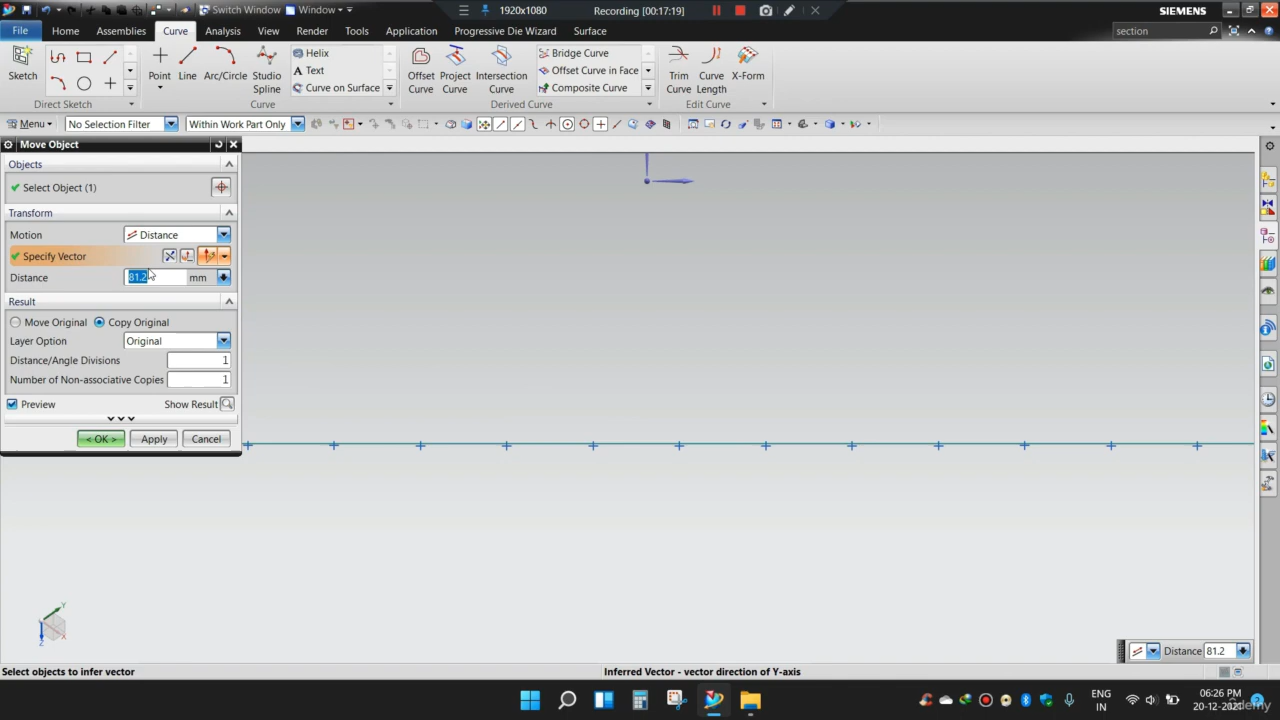 Switch Window Window 1920x1080 Recording [00:17:19] SIEMENS
File Home Assemblies Curve Analysis View Render Tools Application Progressive Die Wizard Surface section
Helix Bridge Curve
Text Offset Curve in Face
Sketch Point Line Arc/Circle Studio Spline Curve on Surface Offset Curve Project Curve Intersection Curve Composite Curve Trim Curve Curve Length X-Form
Direct Sketch Curve Derived Curve Edit Curve
Menu No Selection Filter Within Work Part Only
Move Object
Objects
Select Object (1)
Transform
Motion Distance
Specify Vector
Distance 81.2 mm
Result
Move Original Copy Original
Layer Option Original
Distance/Angle Divisions 1
Number of Non-associative Copies 1
Preview Show Result
< OK > Apply Cancel
Y
X
Z
Distance 81.2
Select objects to infer vector Inferred Vector - vector direction of Y-axis
ENG 06:26 PM
IN 20-12-2021
Udemy